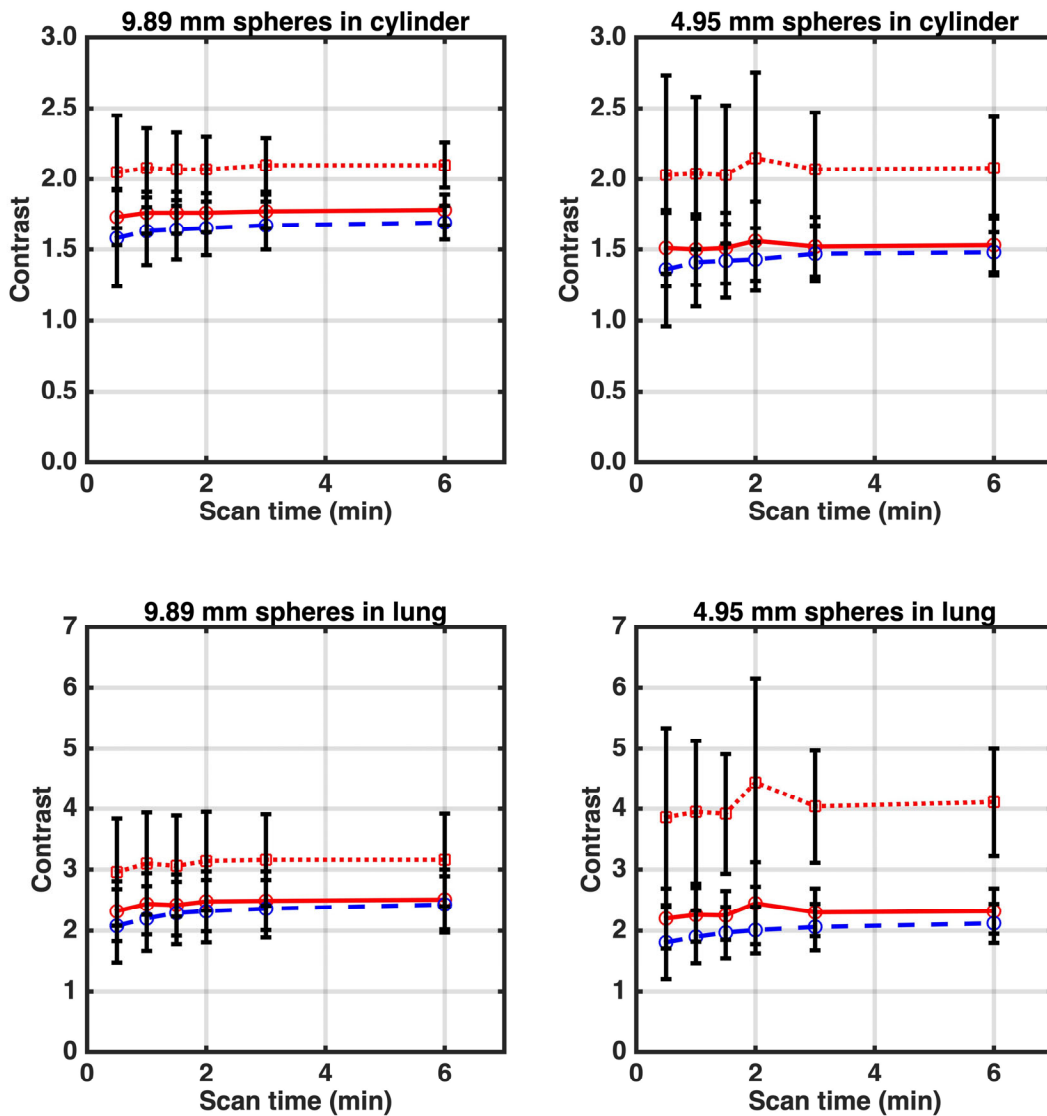 9.89 mm spheres in cylinder
3.0
2.5
2.0
1.5
1.0
0.5
0.0
Contrast
0 2 4 6
Scan time (min)
4.95 mm spheres in cylinder
3.0
2.5
2.0
1.5
1.0
0.5
0.0
Contrast
0 2 4 6
Scan time (min)
9.89 mm spheres in lung
7
6
5
4
3
2
1
0
Contrast
0 2 4 6
Scan time (min)
4.95 mm spheres in lung
7
6
5
4
3
2
1
0
Contrast
0 2 4 6
Scan time (min)